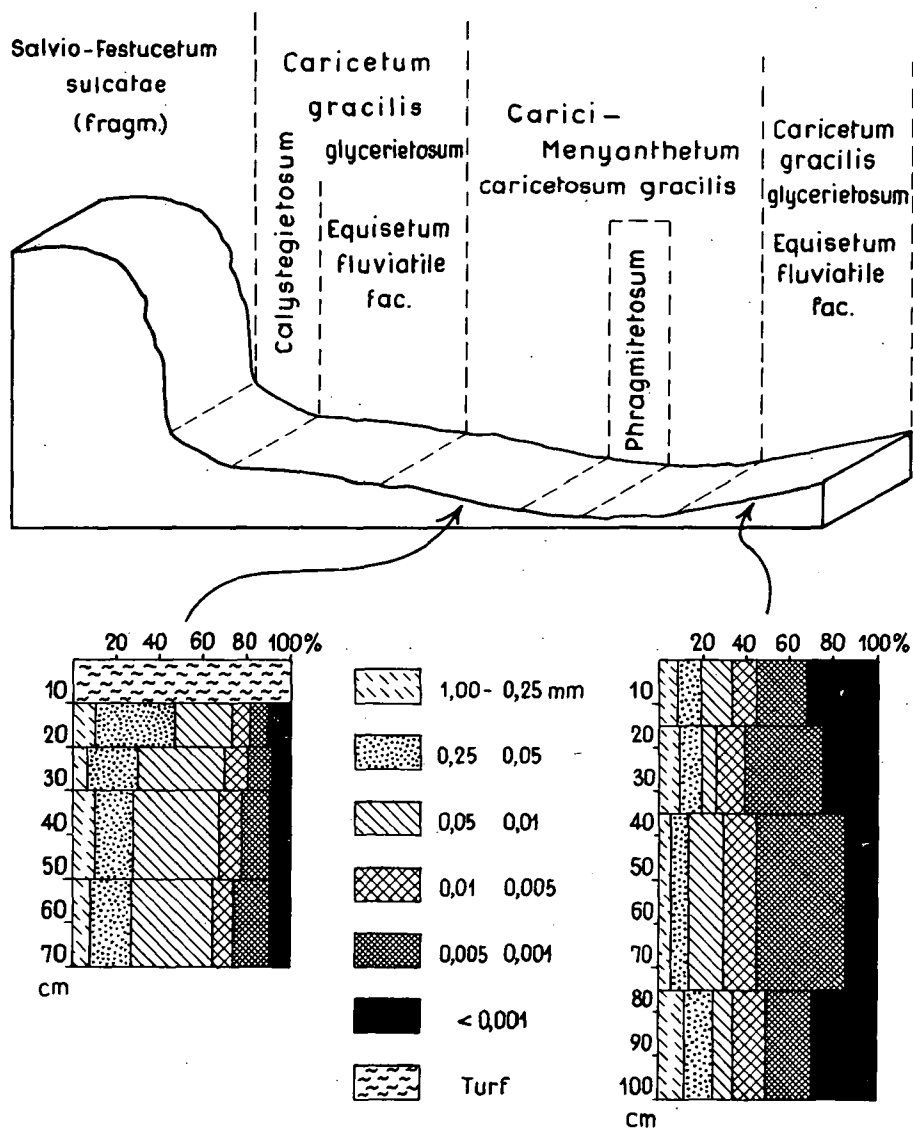 Salvio-Festucetum
sulcatae
(fragm.)
Caricetum
gracilis
glycerietosum
Calystegietosum
Equisetum
fluviatile
fac.
Carici-
Menyanthetum
caricetosum gracilis
Phragmitetosum
Caricetum
gracilis
glycerietosum
Equisetum
fluviatile
fac.
20 40 60 80 100%
10
20
30
40
50
60
70
cm
1,00 - 0,25 mm
0,25 0,05
0,05 0,01
0,01 0,005
0,005 0,001
< 0,001
Turf
20 40 60 80 100%
10
20
30
40
50
60
70
80
90
100
cm